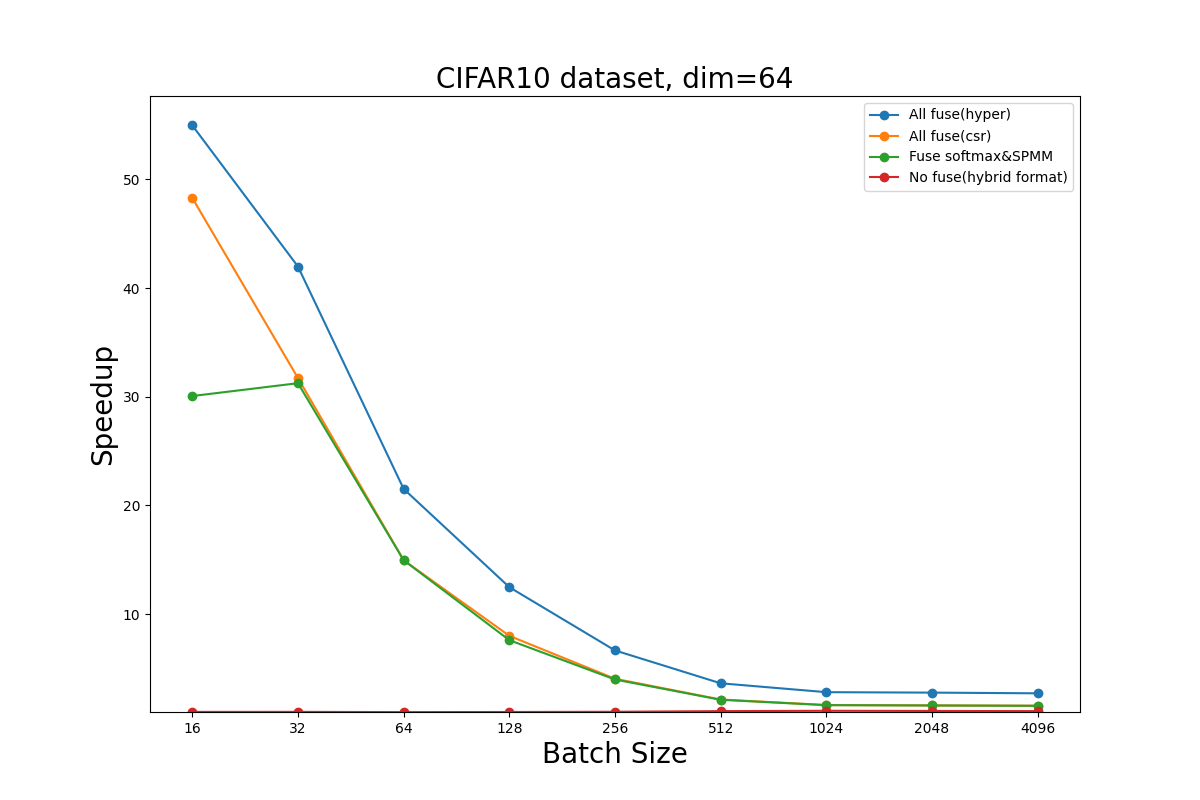 CIFAR10 dataset, dim=64
All fuse(hyper)
All fuse(csr)
Fuse softmax&SPMM
No fuse(hybrid format)
50
40
30
20
10
Speedup
16 32 64 128 256 512 1024 2048 4096
Batch Size